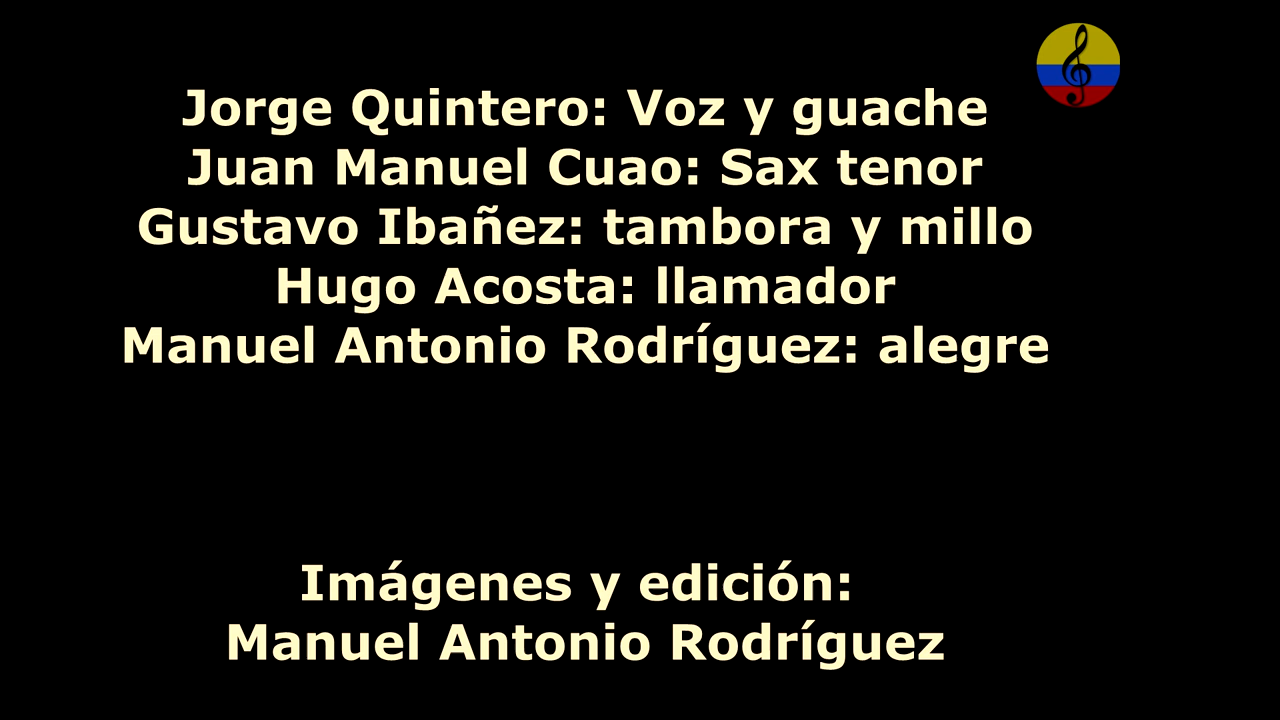 Jorge Quintero: Voz y guache
Juan Manuel Cuao: Sax tenor
Gustavo Ibañez: tambora y millo
Hugo Acosta: llamador
Manuel Antonio Rodríguez: alegre
Imágenes y edición:
Manuel Antonio Rodríguez